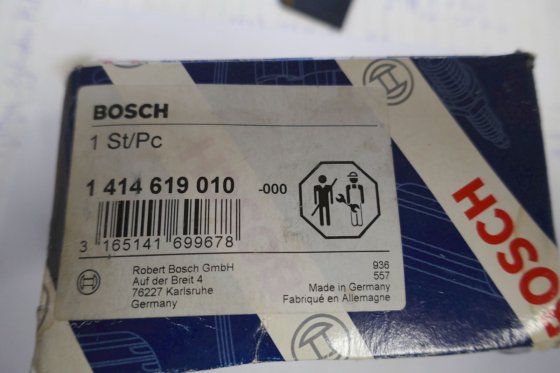 BOSCH
1 St/Pc
1 414 619 010 -000
3 165141 699678
Robert Bosch GmbH
Auf der Breit 4
76227 Karlsruhe
Germany
936
557
Made in Germany
Fabriqué en Allemagne
BOSCH